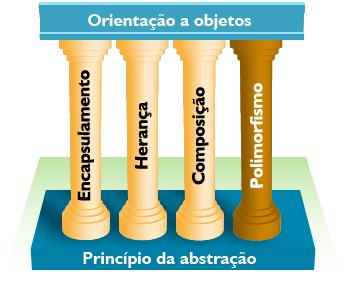 Orientação a objetos
Encapsulamento
Herança
Composição
Polimorfismo
Princípio da abstração